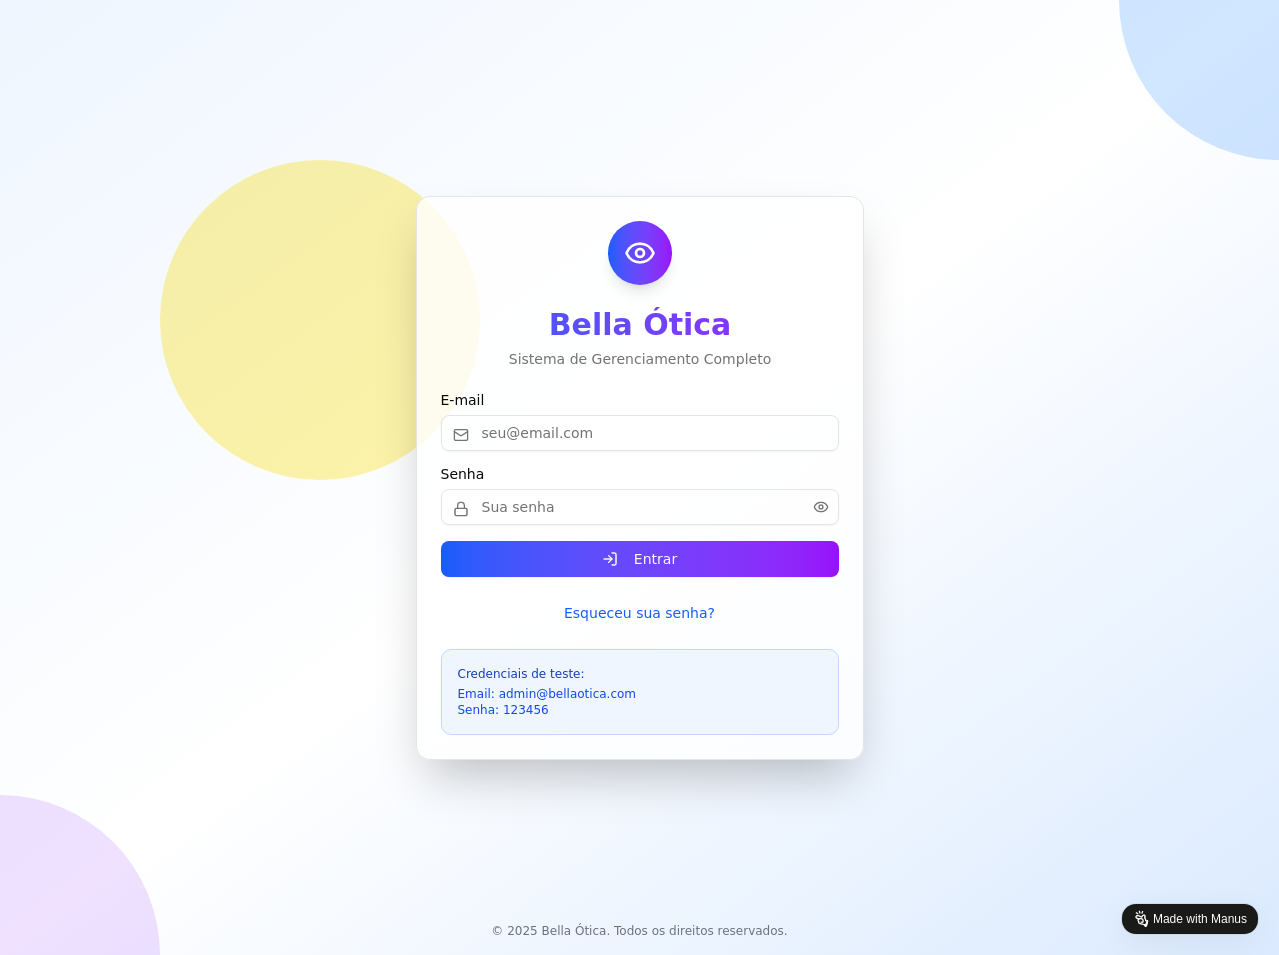 Bella Ótica
Sistema de Gerenciamento Completo
E-mail
seu@email.com
Senha
Sua senha
Entrar
Esqueceu sua senha?
Credenciais de teste:
Email: admin@bellaotica.com
Senha: 123456
© 2025 Bella Ótica. Todos os direitos reservados.
Made with Manus